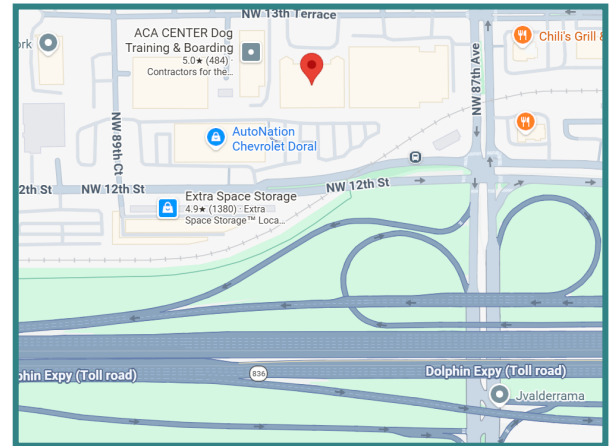 NW 13th Terrace
ork
ACA CENTER Dog
Training & Boarding
5.0★ (484)
Contractors for the...
Chili's Grill &
NW 87th Ave
NW 89th Ct
AutoNation
Chevrolet Doral
2th St
NW 12th St
NW 12th St
Extra Space Storage
4.9★ (1380) · Extra
Space Storage™ Loca...
phin Expy (Toll road)
836
Dolphin Expy (Toll road)
Jvalderrama